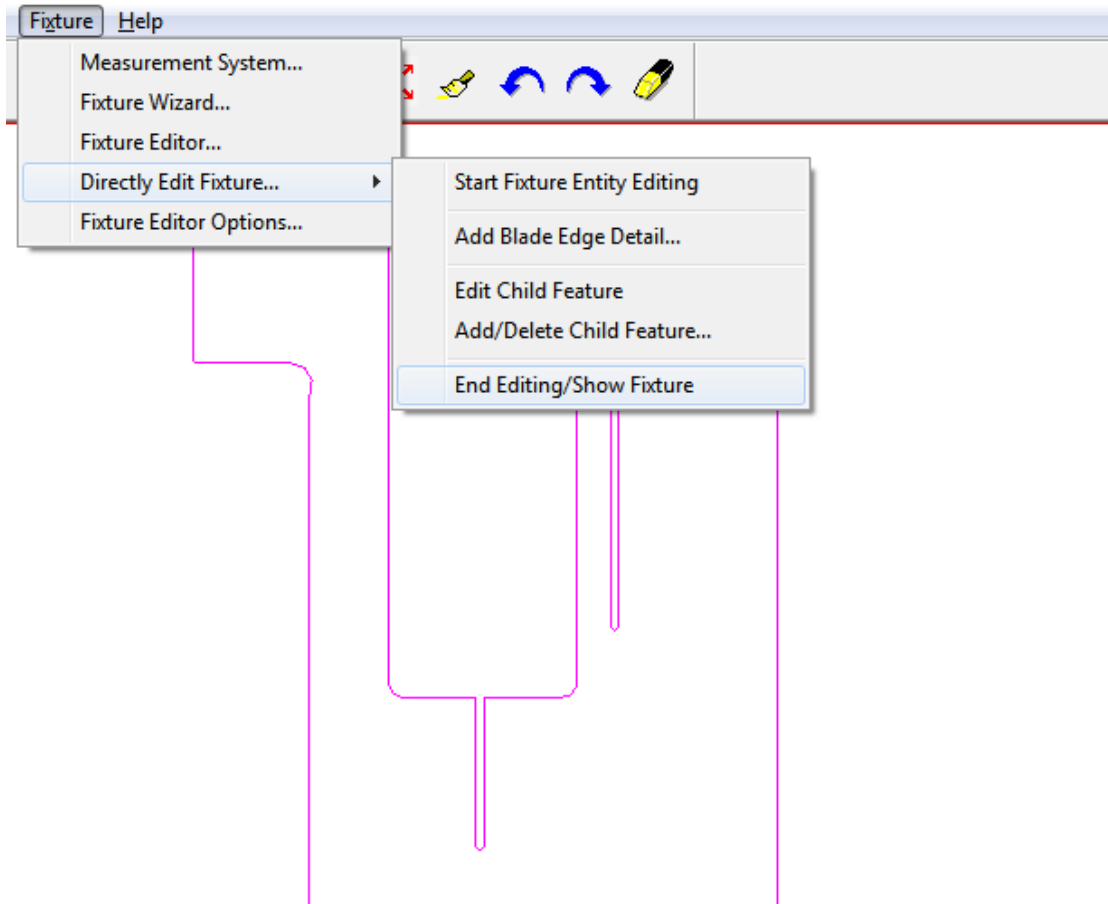 Fixture Help
Measurement System...
Fixture Wizard...
Fixture Editor...
Directly Edit Fixture...
Fixture Editor Options...
Start Fixture Entity Editing
Add Blade Edge Detail...
Edit Child Feature
Add/Delete Child Feature...
End Editing/Show Fixture